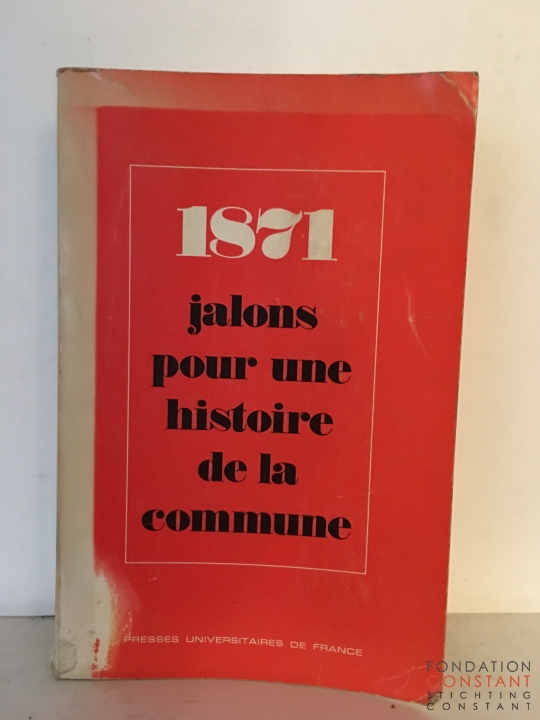 1871
jalons
pour une
histoire
de la
commune
PRESSES UNIVERSITAIRES DE FRANCE
FONDATION
CONSTANT
STICHTING
CONSTANT